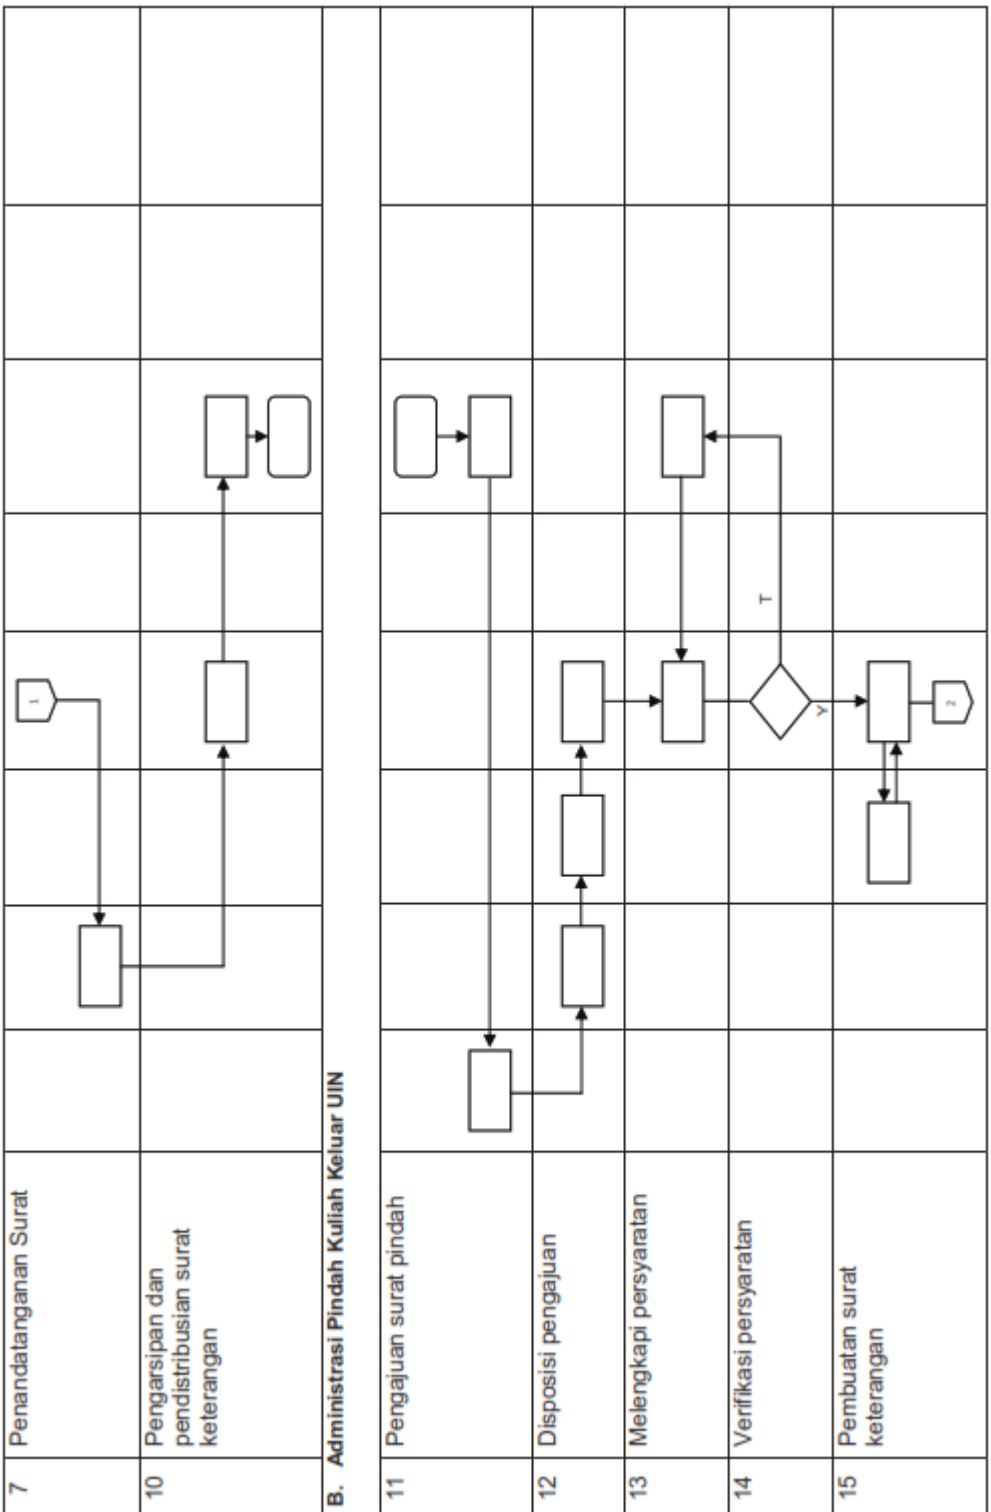 7
Penandatanganan Surat
1
10
Pengarsipan dan
pendistribusian surat
keterangan
B. Administrasi Pindah Kuliah Keluar UIN
11
Pengajuan surat pindah
12
Disposisi pengajuan
13
Melengkapi persyaratan
14
Verifikasi persyaratan
T
Y
15
Pembuatan surat
keterangan
2